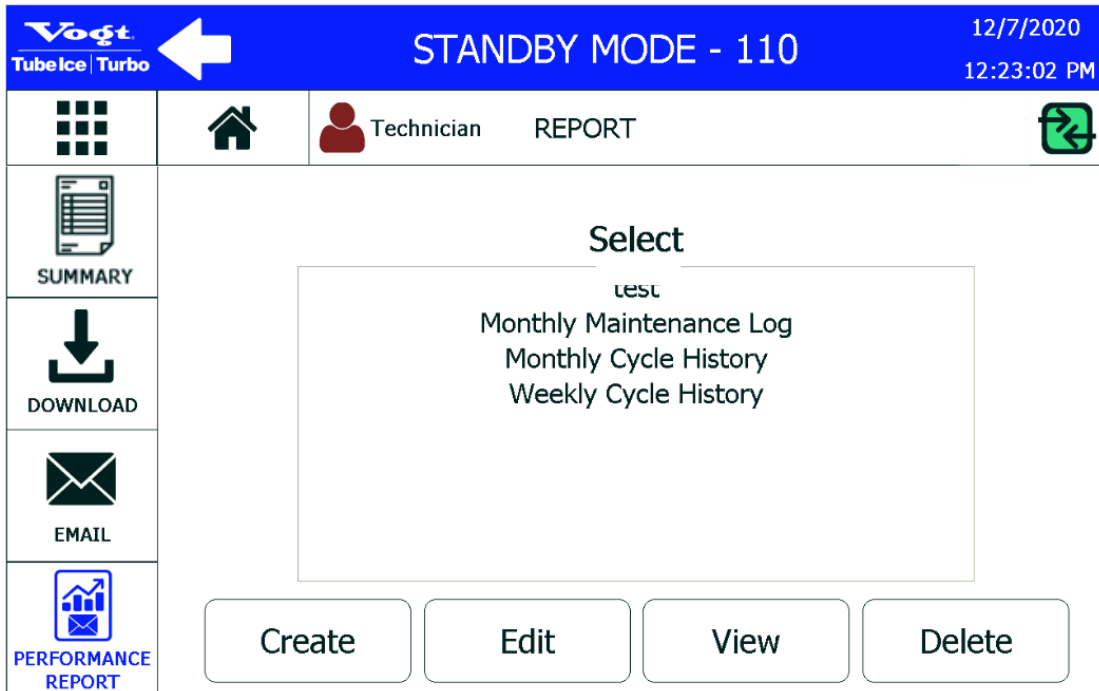 Vogt
Tube Ice | Turbo
STANDBY MODE - 110
12/7/2020
12:23:02 PM
Technician
REPORT
SUMMARY
DOWNLOAD
EMAIL
PERFORMANCE
REPORT
Select
test
Monthly Maintenance Log
Monthly Cycle History
Weekly Cycle History
Create
Edit
View
Delete